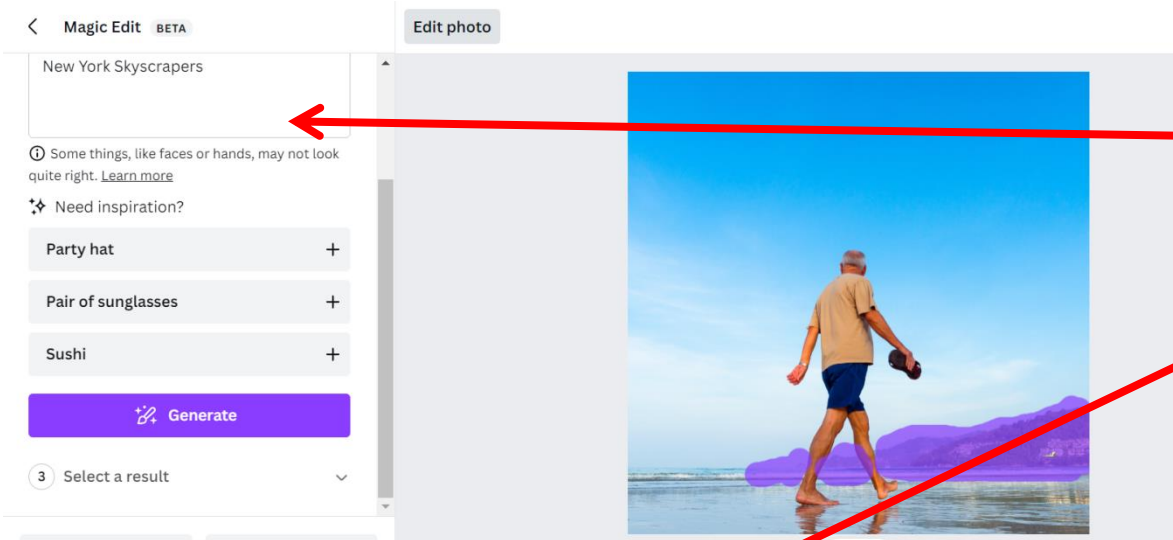 Magic Edit BETA
Edit photo
New York Skyscrapers
Some things, like faces or hands, may not look
quite right. Learn more
Need inspiration?
Party hat
Pair of sunglasses
Sushi
Generate
3 Select a result